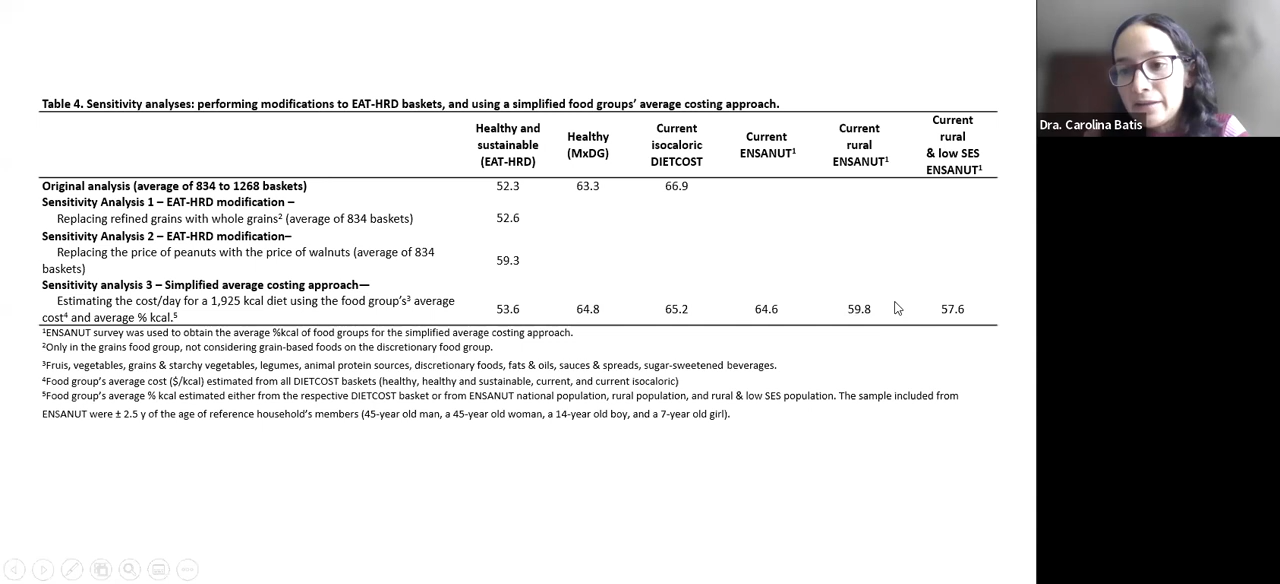 Table 4. Sensitivity analyses: performing modifications to EAT-HRD baskets, and using a simplified food groups’ average costing approach.
Healthy and sustainable (EAT-HRD)
Healthy (MxDG)
Current isocaloric DIETCOST
Current ENSANUT¹
Current rural ENSANUT¹
Current rural & low SES ENSANUT¹
Original analysis (average of 834 to 1268 baskets) 52.3 63.3 66.9
Sensitivity Analysis 1 – EAT-HRD modification –
Replacing refined grains with whole grains² (average of 834 baskets) 52.6
Sensitivity Analysis 2 – EAT-HRD modification–
Replacing the price of peanuts with the price of walnuts (average of 834
baskets) 59.3
Sensitivity analysis 3 – Simplified average costing approach—
Estimating the cost/day for a 1,925 kcal diet using the food group’s³ average
cost⁴ and average % kcal.⁵ 53.6 64.8 65.2 64.6 59.8 57.6
¹ENSANUT survey was used to obtain the average %kcal of food groups for the simplified average costing approach.
²Only in the grains food group, not considering grain-based foods on the discretionary food group.
³Fruis, vegetables, grains & starchy vegetables, legumes, animal protein sources, discretionary foods, fats & oils, sauces & spreads, sugar-sweetened beverages.
⁴Food group’s average cost ($/kcal) estimated from all DIETCOST baskets (healthy, healthy and sustainable, current, and current isocaloric)
⁵Food group’s average % kcal estimated either from the respective DIETCOST basket or from ENSANUT national population, rural population, and rural & low SES population. The sample included from
ENSANUT were ± 2.5 y of the age of reference household’s members (45-year old man, a 45-year old woman, a 14-year old boy, and a 7-year old girl).
Dra. Carolina Batis